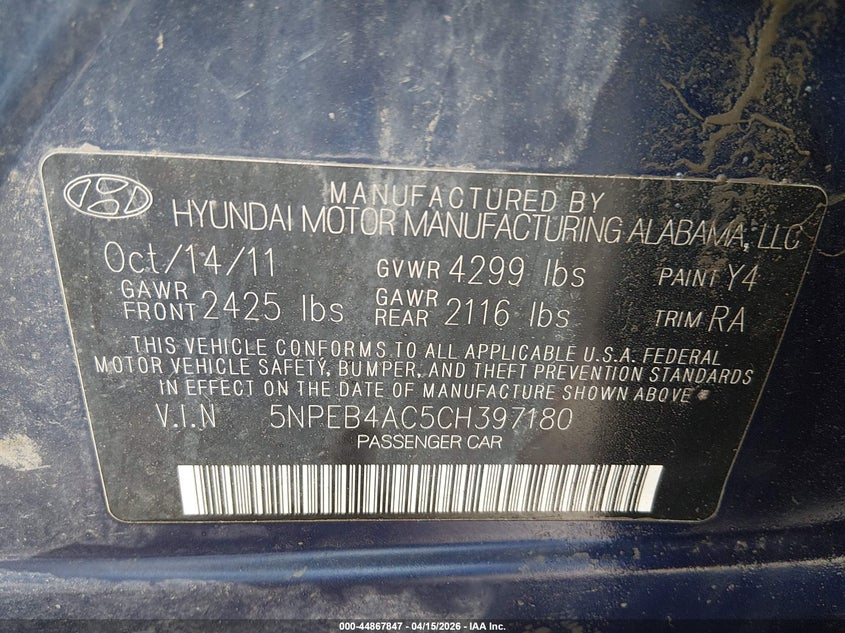 MANUFACTURED BY
HYUNDAI MOTOR MANUFACTURING ALABAMA, LLC
Oct/14/11 GVWR 4299 lbs PAINT Y4
GAWR FRONT 2425 lbs GAWR REAR 2116 lbs TRIM RA
THIS VEHICLE CONFORMS TO ALL APPLICABLE U.S.A. FEDERAL
MOTOR VEHICLE SAFETY, BUMPER, AND THEFT PREVENTION STANDARDS
IN EFFECT ON THE DATE OF MANUFACTURE SHOWN ABOVE
V.I.N 5NPEB4AC5CH397180
PASSENGER CAR
000-44867847 - 04/15/2026 - IAA Inc.